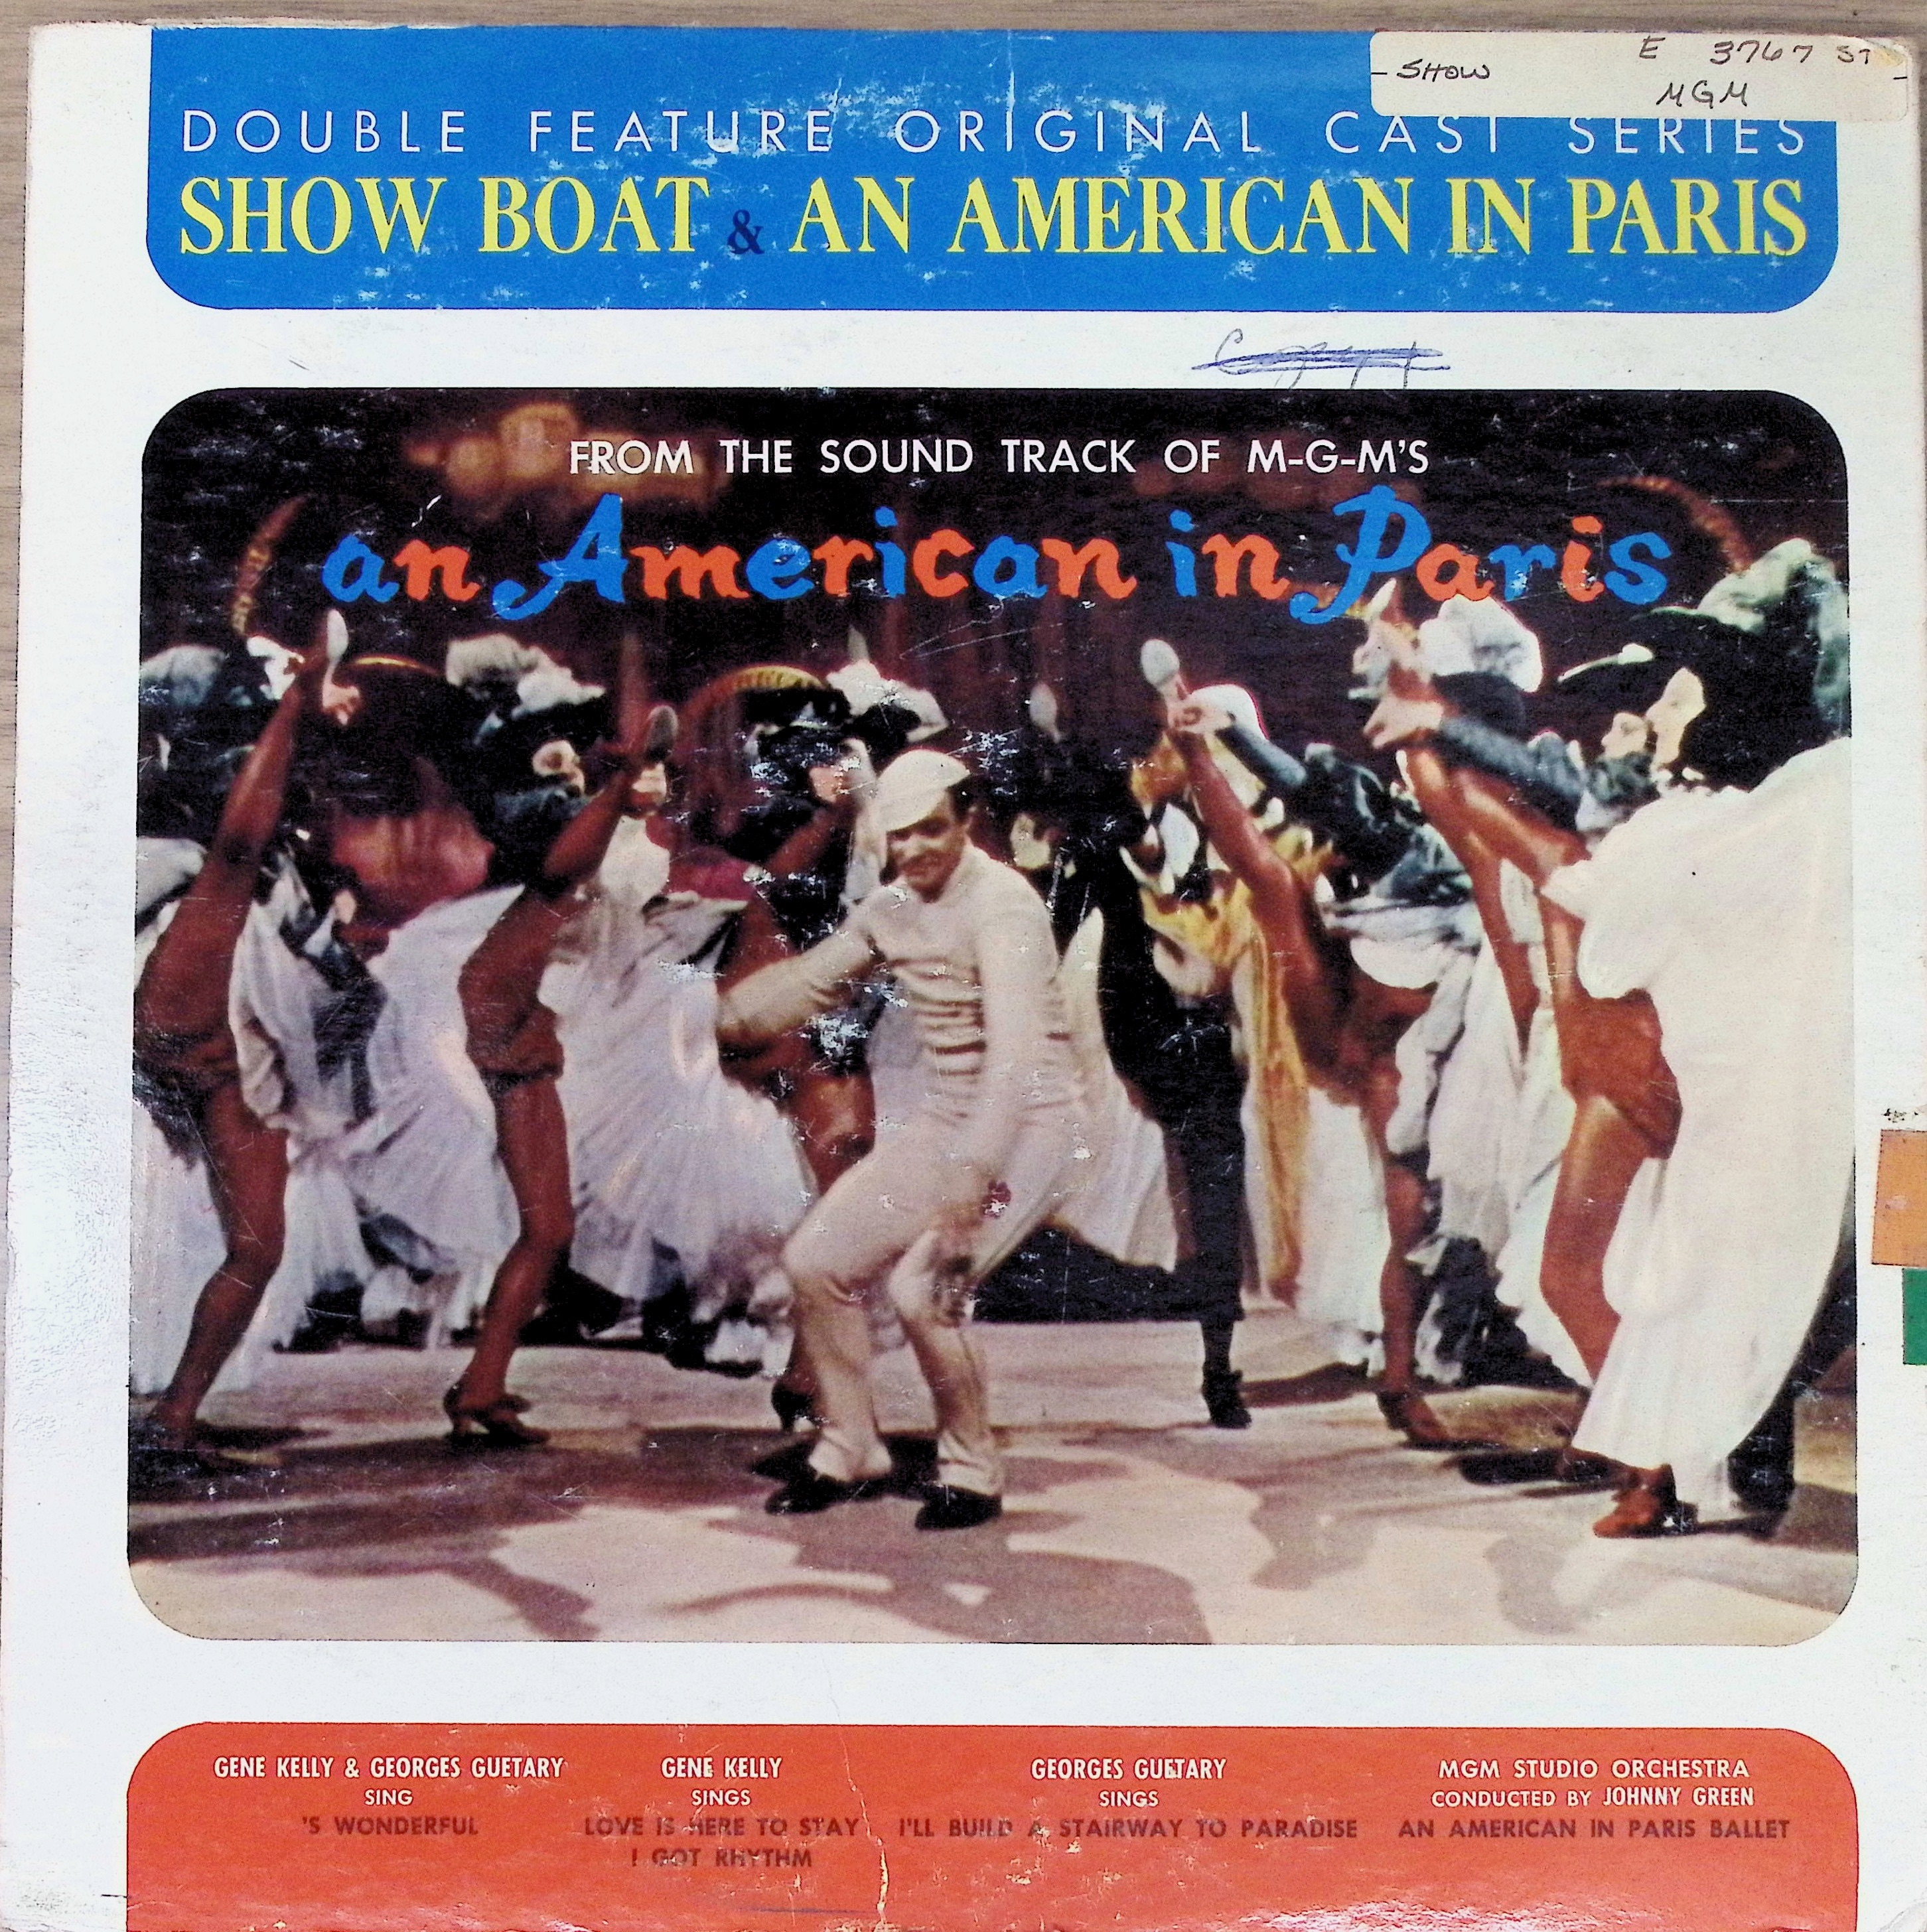 SHOW
E 3767 ST
MGM
DOUBLE FEATURE ORIGINAL CAST SERIES
SHOW BOAT & AN AMERICAN IN PARIS
FROM THE SOUND TRACK OF M-G-M'S
an American in Paris
GENE KELLY & GEORGES GUETARY
SING
'S WONDERFUL
GENE KELLY
SINGS
LOVE IS HERE TO STAY
I GOT RHYTHM
GEORGES GUETARY
SINGS
I'LL BUILD A STAIRWAY TO PARADISE
MGM STUDIO ORCHESTRA
CONDUCTED BY JOHNNY GREEN
AN AMERICAN IN PARIS BALLET